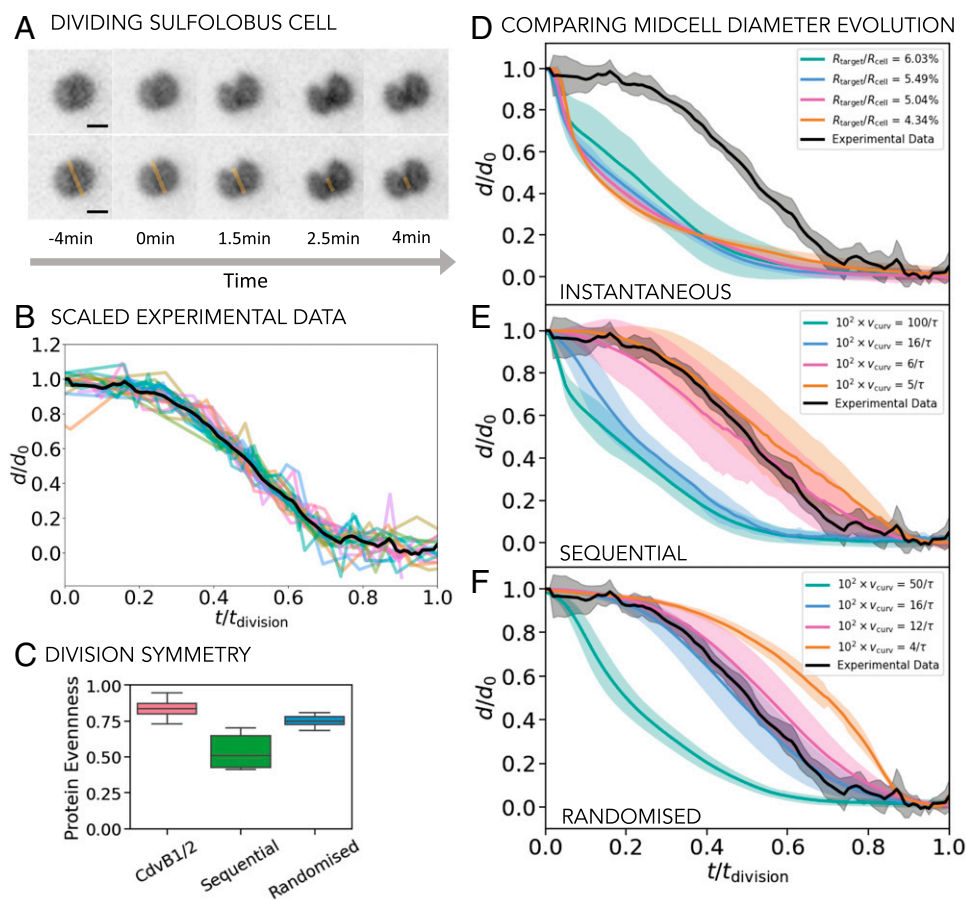 A DIVIDING SULFOLOBUS CELL
-4min 0min 1.5min 2.5min 4min
Time
B SCALED EXPERIMENTAL DATA
d/d0
1.2
1.0
0.8
0.6
0.4
0.2
0.0
0.0 0.2 0.4 0.6 0.8 1.0
t/tdivision
C DIVISION SYMMETRY
Protein Evennness
1.00
0.75
0.50
0.25
0.00
CdvB1/2 Sequential Randomised
D COMPARING MIDCELL DIAMETER EVOLUTION
d/d0
1.0
0.8
0.6
0.4
0.2
0.0
Rtarget/Rcell = 6.03%
Rtarget/Rcell = 5.49%
Rtarget/Rcell = 5.04%
Rtarget/Rcell = 4.34%
Experimental Data
INSTANTANEOUS
E
d/d0
1.0
0.8
0.6
0.4
0.2
0.0
10² × vcurv = 100/τ
10² × vcurv = 16/τ
10² × vcurv = 6/τ
10² × vcurv = 5/τ
Experimental Data
SEQUENTIAL
F
d/d0
1.0
0.8
0.6
0.4
0.2
0.0
10² × vcurv = 50/τ
10² × vcurv = 16/τ
10² × vcurv = 12/τ
10² × vcurv = 4/τ
Experimental Data
RANDOMISED
0.0 0.2 0.4 0.6 0.8 1.0
t/tdivision